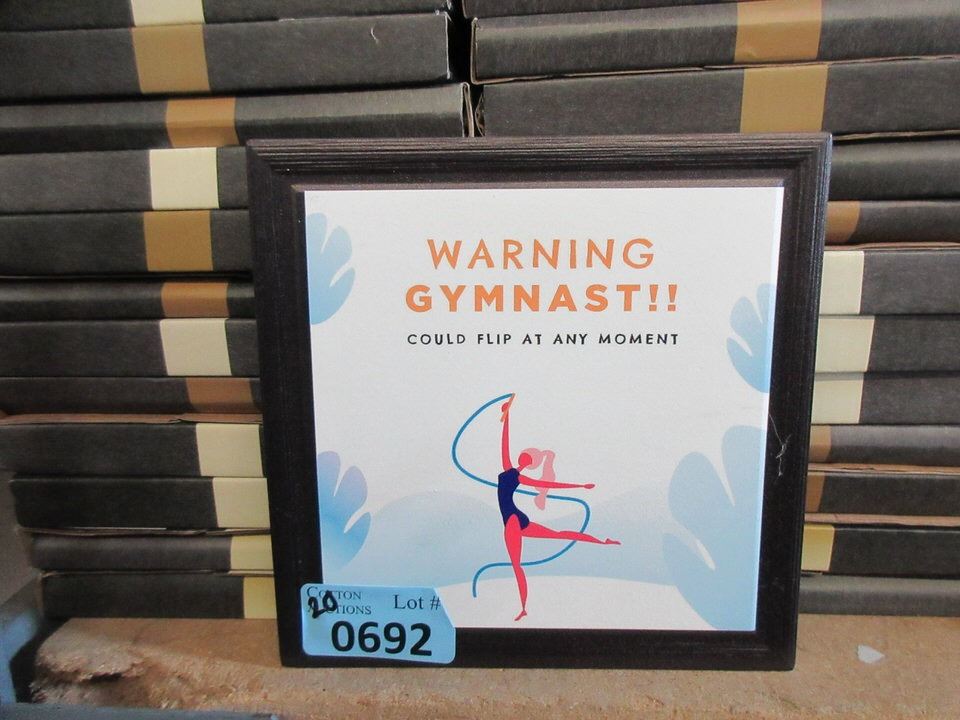 WARNING
GYMNAST!!
COULD FLIP AT ANY MOMENT
20
Lot #
0692